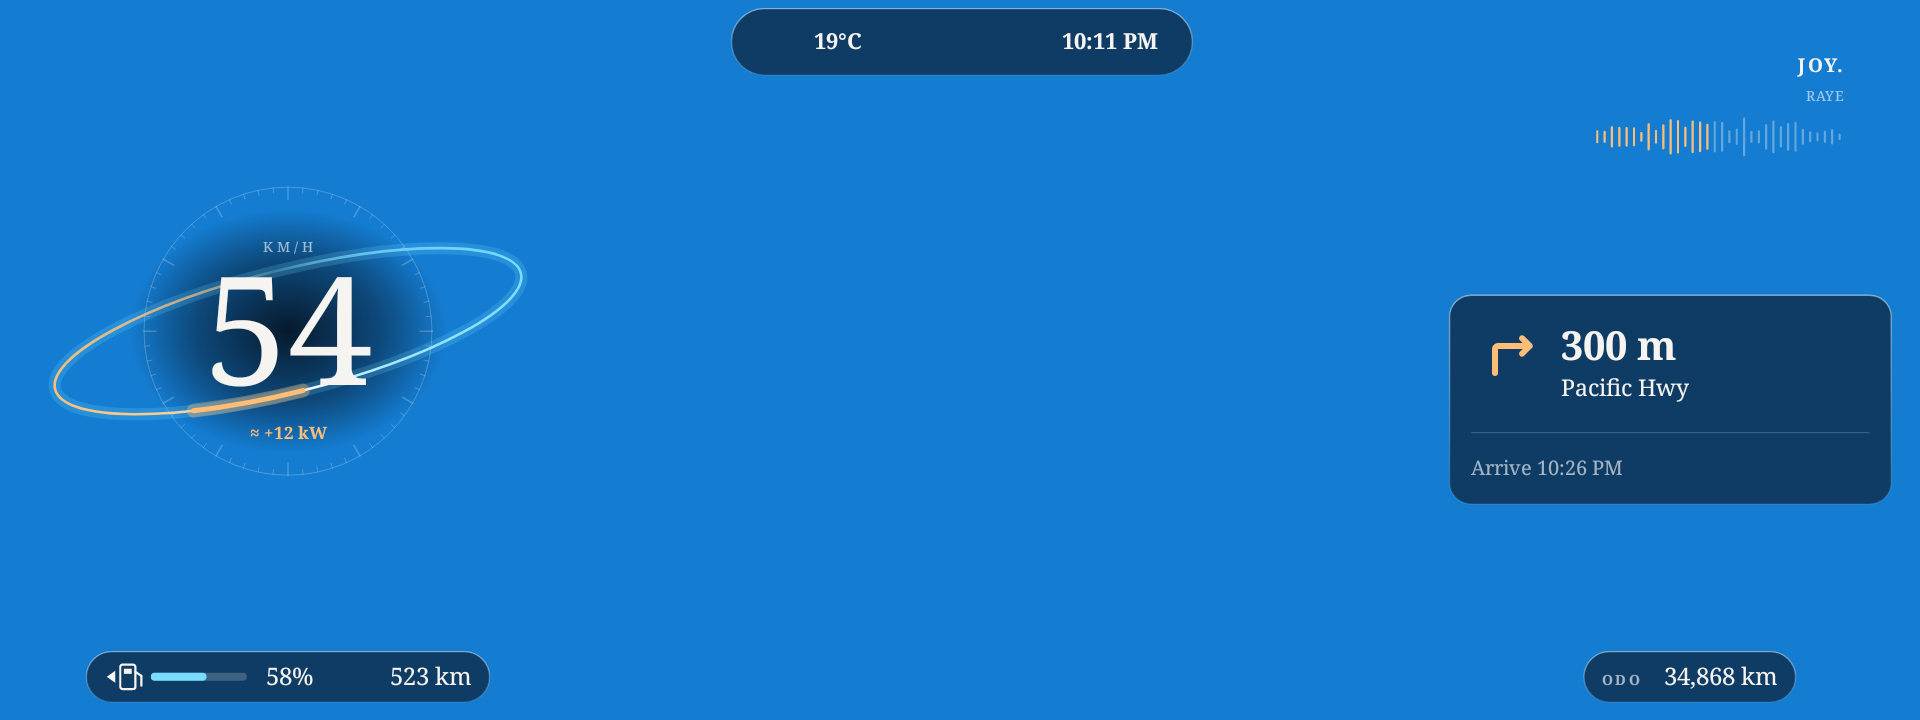 19°C
10:11 PM
JOY.
RAYE
KM/H
54
≈ +12 kW
300 m
Pacific Hwy
Arrive 10:26 PM
58%
523 km
ODO
34,868 km